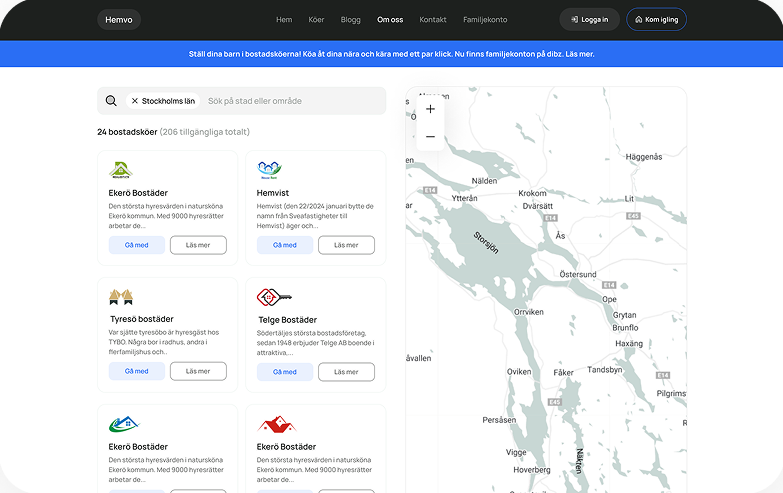 Hemvo
Hem Köer Blogg Om oss Kontakt Familjekonto
Logga in
Kom igling
Ställ dina barn i bostadsköerna! Köa åt dina nära och kära med ett par klick. Nu finns familjekonton på dibz. Läs mer.
Stockholms län
Sök på stad eller område
24 bostadsköer (206 tillgängliga totalt)
Ekerö Bostäder
Den största hyresvärden i natursköna
Ekerö kommun. Med 9000 hyresrätter
arbetar de...
Gå med
Läs mer
Hemvist
Hemvist (den 22/2024 januari bytte de
namn från Sveafastigheter till
Hemvist) äger och...
Gå med
Läs mer
Tyresö bostäder
Var sjätte tyresöbo är hyresgäst hos
TYBO. Några bor i radhus, andra i
flerfamiljshus och..
Gå med
Läs mer
Telge Bostäder
Södertäljes största bostadsföretag,
sedan 1948 erbjuder Telge AB boende i
attraktiva,...
Gå med
Läs mer
Ekerö Bostäder
Den största hyresvärden i natursköna
Ekerö kommun. Med 9000 hyresrätter
arbetar de...
Ekerö Bostäder
Den största hyresvärden i natursköna
Ekerö kommun. Med 9000 hyresrätter
arbetar de...
+
−
Häggenås
Nälden
E14
Ytterån
Krokom
Lit
Dvärsätt
E14
E45
Ås
Storsjön
Östersund
E14
Ope
Orrviken
Grytan
Brunflo
Haxäng
åvallen
Oviken
Fåker
Tandsbyn
E14
Pilgrims
E45
Persåsen
Vigge
Näkten
Hoverberg